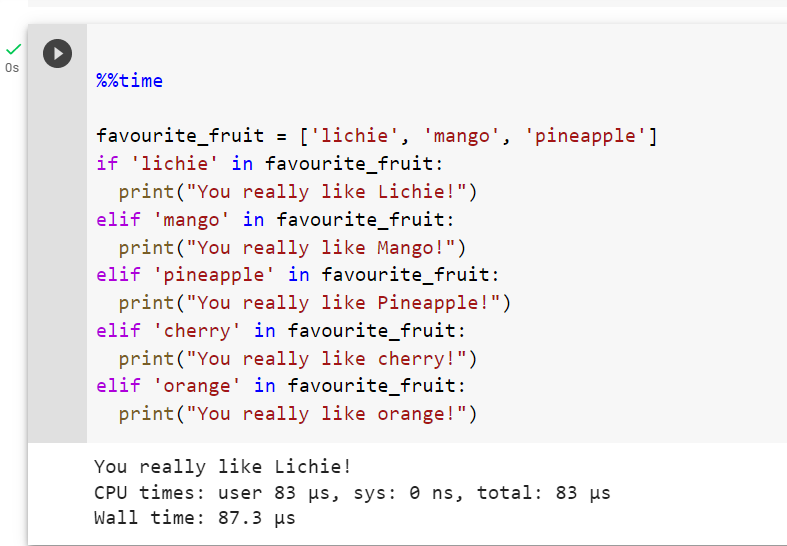 0s
%%time
favourite_fruit = ['lichie', 'mango', 'pineapple']
if 'lichie' in favourite_fruit:
  print("You really like Lichie!")
elif 'mango' in favourite_fruit:
  print("You really like Mango!")
elif 'pineapple' in favourite_fruit:
  print("You really like Pineapple!")
elif 'cherry' in favourite_fruit:
  print("You really like cherry!")
elif 'orange' in favourite_fruit:
  print("You really like orange!")
You really like Lichie!
CPU times: user 83 µs, sys: 0 ns, total: 83 µs
Wall time: 87.3 µs